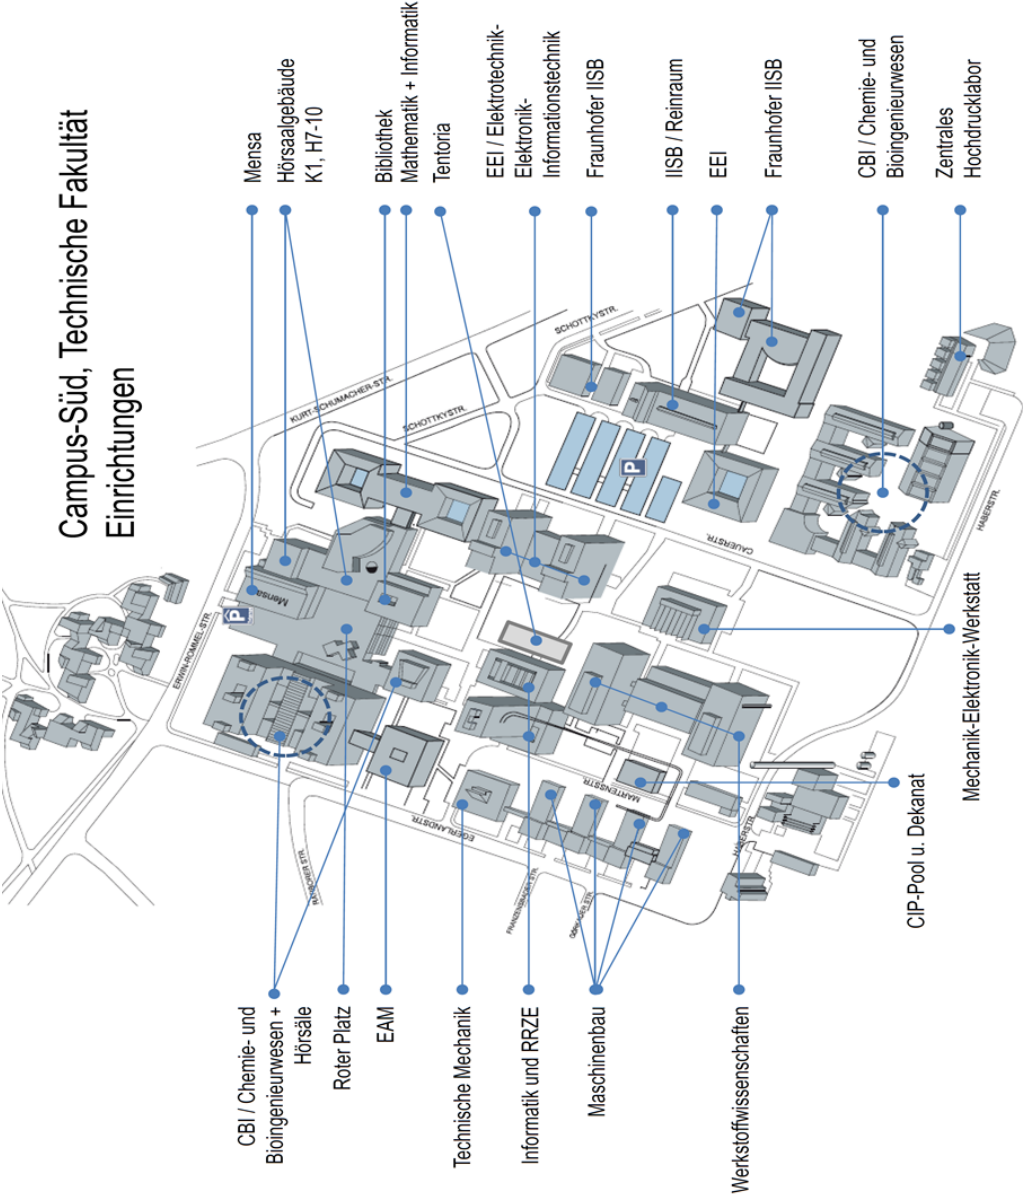 Campus-Süd, Technische Fakultät
Einrichtungen
Mensa
Hörsaalgebäude
K1, H7-10
Bibliothek
Mathematik + Informatik
Tentoria
EEI / Elektrotechnik-
Elektronik-
Informationstechnik
Fraunhofer IISB
IISB / Reinraum
EEI
Fraunhofer IISB
CBI / Chemie- und
Bioingenieurwesen
Zentrales
Hochdrucklabor
KURT-SCHUMACHER-STR.
SCHOTTKYSTR.
SCHOTTKYSTR.
ERWIN-ROMMEL-STR.
P
Mensa
P
CAUERSTR.
HABERSTR.
MARTENSSTR.
EGERLANDSTR.
HABERSTR.
FRANZENSBADER STR.
Mechanik-Elektronik-Werkstatt
CIP-Pool u. Dekanat
CBI / Chemie- und
Bioingenieurwesen +
Hörsäle
Roter Platz
EAM
Technische Mechanik
Informatik und RRZE
Maschinenbau
Werkstoffwissenschaften